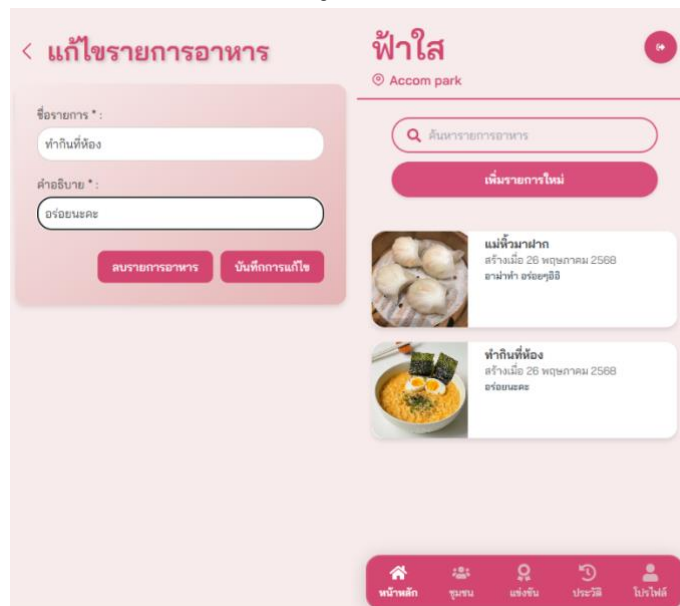 แก้ไขรายการอาหาร
ชื่อรายการ * :
ทำกินที่ห้อง
คำอธิบาย * :
อร่อยนะคะ
ลบรายการอาหาร
บันทึกการแก้ไข
ฟ้าใส
Accom park
ค้นหารายการอาหาร
เพิ่มรายการใหม่
แม่หิ้วมาฝาก
สร้างเมื่อ 26 พฤษภาคม 2568
อาม่าทำ อร่อยๆอิอิ
ทำกินที่ห้อง
สร้างเมื่อ 26 พฤษภาคม 2568
อร่อยนะคะ
หน้าหลัก ชุมชน แข่งขัน ประวัติ โปรไฟล์